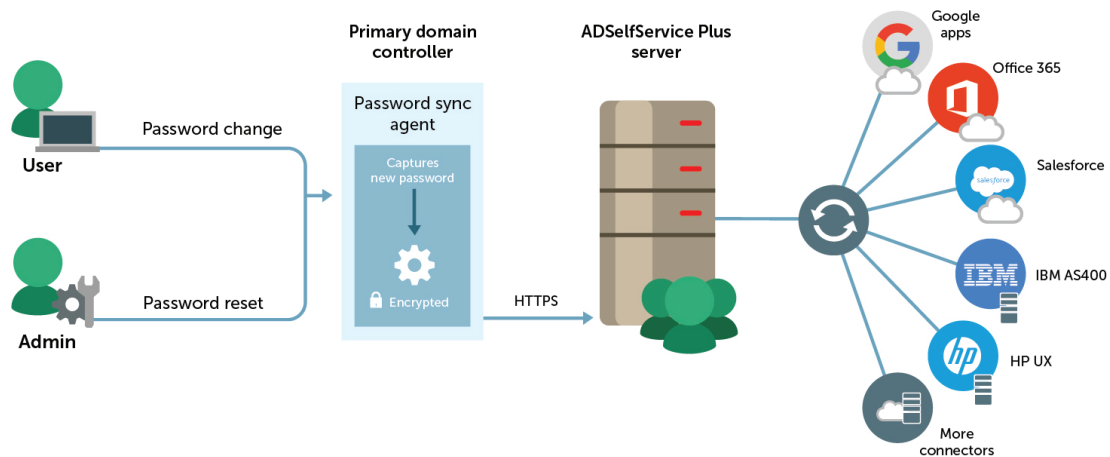 Password change
User
Password reset
Admin
Primary domain
controller
Password sync
agent
Captures
new password
Encrypted
HTTPS
ADSelfService Plus
server
Google
apps
Office 365
salesforce
Salesforce
IBM
IBM AS400
hp
HP UX
More
connectors